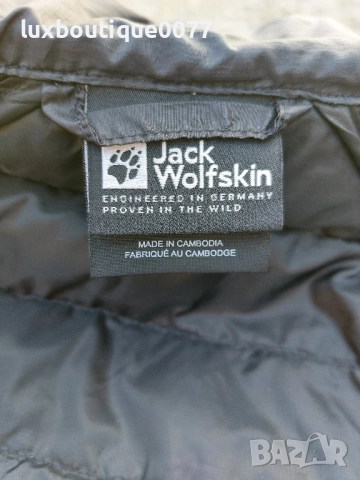 luxboutique0077
Jack
Wolfskin
ENGINEERED IN GERMANY
PROVEN IN THE WILD
MADE IN CAMBODIA
FABRIQUÉ AU CAMBODGE
BAZAR